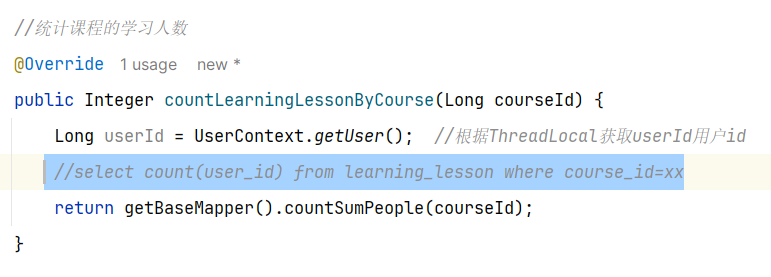 //统计课程的学习人数
@Override 1 usage new *
public Integer countLearningLessonByCourse(Long courseId) {
Long userId = UserContext.getUser(); //根据ThreadLocal获取userId用户id
//select count(user_id) from learning_lesson where course_id=xx
return getBaseMapper().countSumPeople(courseId);
}